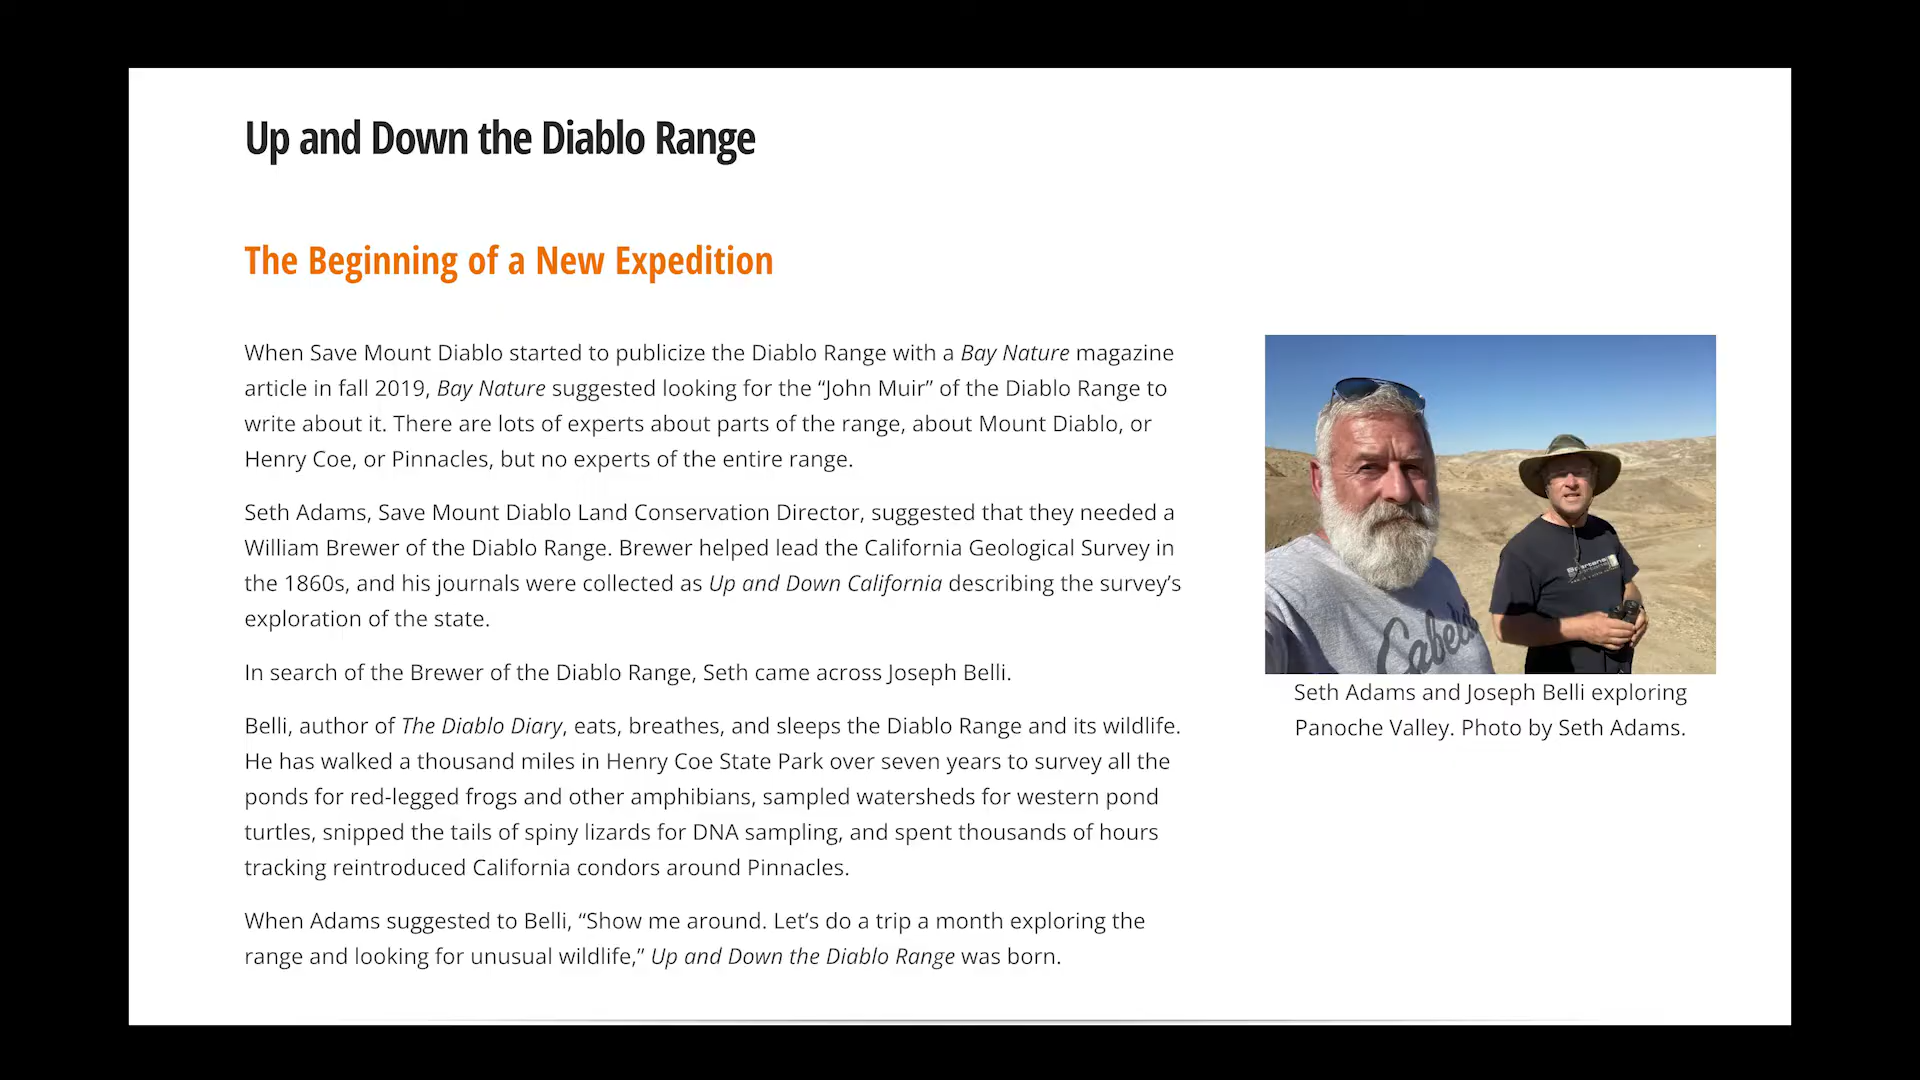 Up and Down the Diablo Range
The Beginning of a New Expedition
When Save Mount Diablo started to publicize the Diablo Range with a Bay Nature magazine
article in fall 2019, Bay Nature suggested looking for the “John Muir” of the Diablo Range to
write about it. There are lots of experts about parts of the range, about Mount Diablo, or
Henry Coe, or Pinnacles, but no experts of the entire range.
Seth Adams, Save Mount Diablo Land Conservation Director, suggested that they needed a
William Brewer of the Diablo Range. Brewer helped lead the California Geological Survey in
the 1860s, and his journals were collected as Up and Down California describing the survey’s
exploration of the state.
In search of the Brewer of the Diablo Range, Seth came across Joseph Belli.
Belli, author of The Diablo Diary, eats, breathes, and sleeps the Diablo Range and its wildlife.
He has walked a thousand miles in Henry Coe State Park over seven years to survey all the
ponds for red-legged frogs and other amphibians, sampled watersheds for western pond
turtles, snipped the tails of spiny lizards for DNA sampling, and spent thousands of hours
tracking reintroduced California condors around Pinnacles.
When Adams suggested to Belli, “Show me around. Let’s do a trip a month exploring the
range and looking for unusual wildlife,” Up and Down the Diablo Range was born.
Cabela
Seth Adams and Joseph Belli exploring
Panoche Valley. Photo by Seth Adams.